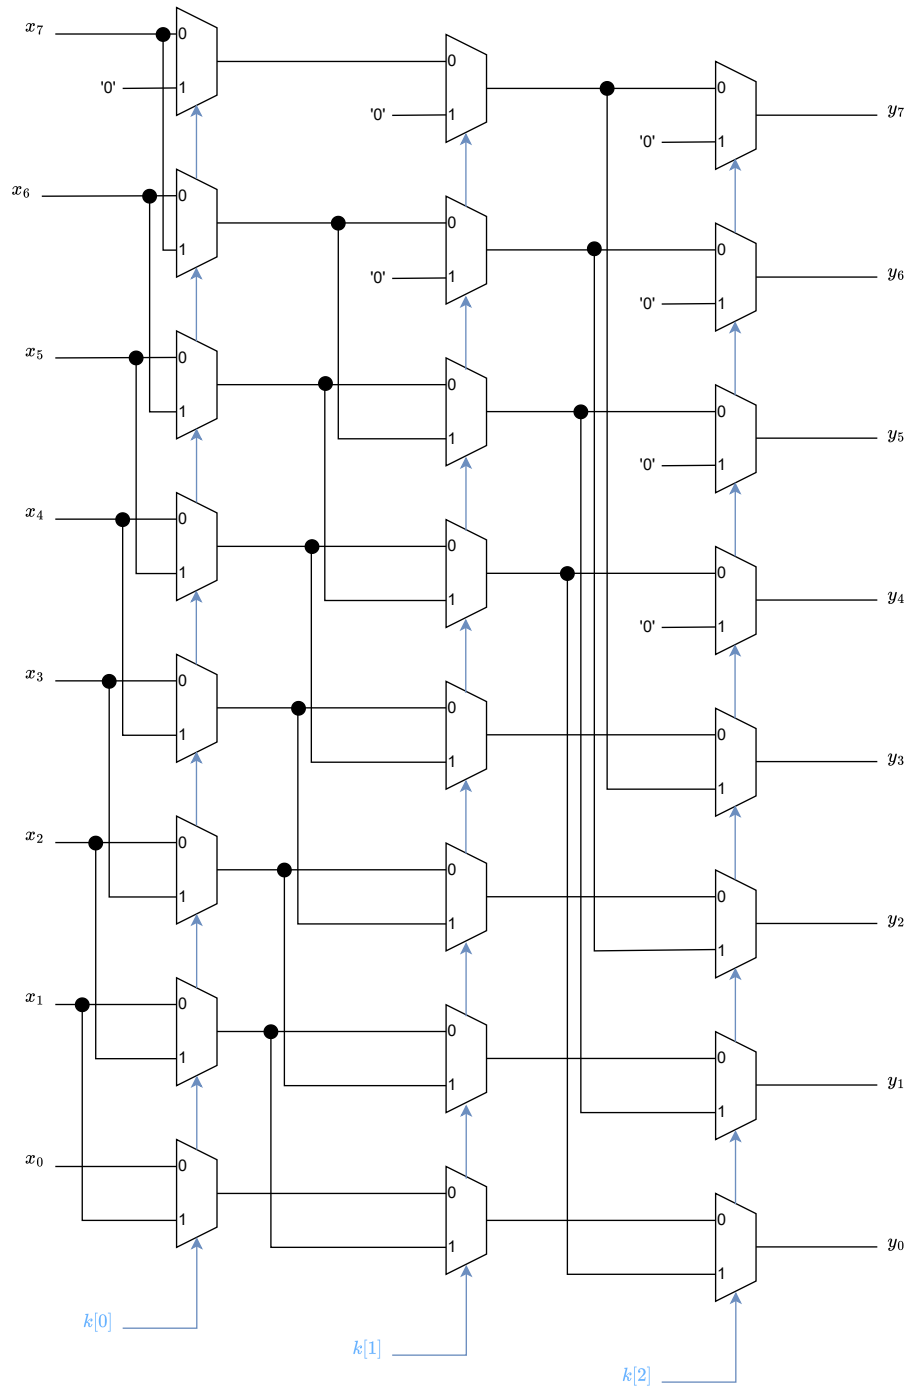 x₇ 0 0 0
'0' 1 '0' 1 y₇
'0' 1
x₆ 0 0 0
1 '0' 1 y₆
'0' 1
x₅ 0 0 0
1 1 y₅
'0' 1
x₄ 0 0 0
1 1 y₄
'0' 1
x₃ 0 0 0
1 1 y₃
1
x₂ 0 0 0
1 1 y₂
1
x₁ 0 0 0
1 1 y₁
1
x₀ 0 0 0
1 1 y₀
1
k[0]
k[1]
k[2]